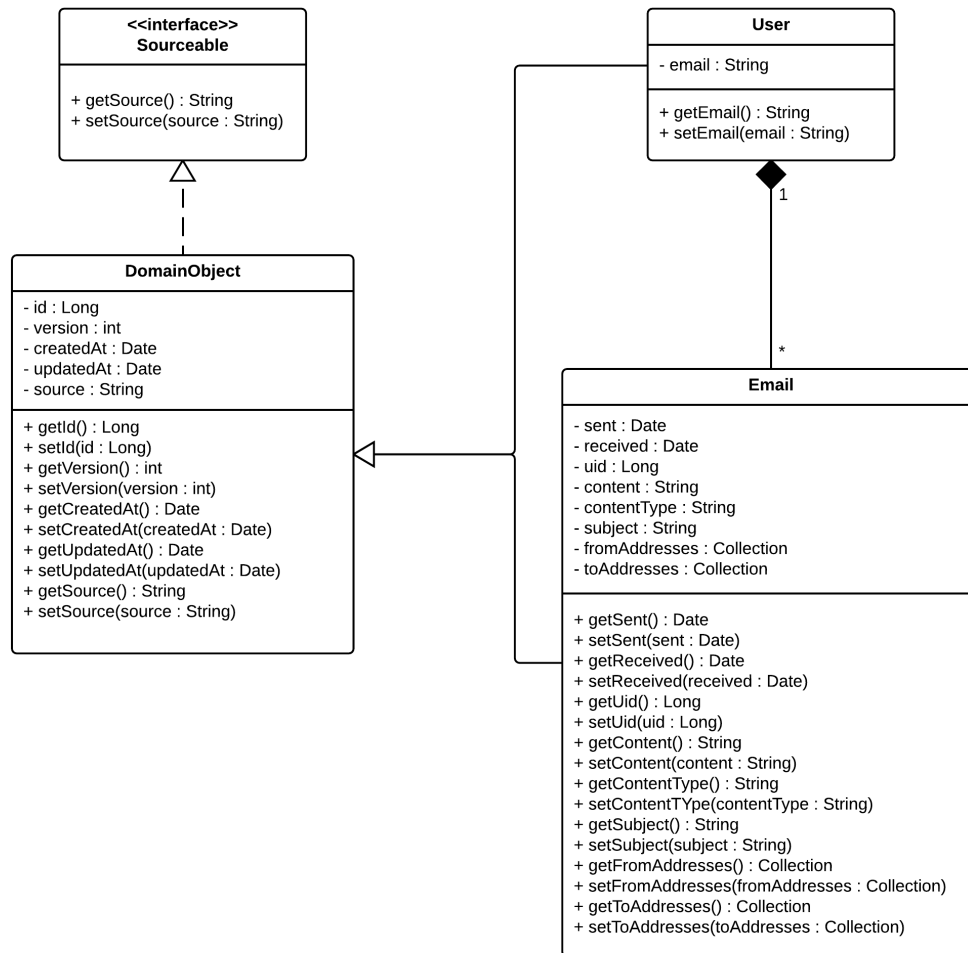 <<interface>>
Sourceable
+ getSource() : String
+ setSource(source : String)
User
- email : String
+ getEmail() : String
+ setEmail(email : String)
1
*
DomainObject
- id : Long
- version : int
- createdAt : Date
- updatedAt : Date
- source : String
+ getId() : Long
+ setId(id : Long)
+ getVersion() : int
+ setVersion(version : int)
+ getCreatedAt() : Date
+ setCreatedAt(createdAt : Date)
+ getUpdatedAt() : Date
+ setUpdatedAt(updatedAt : Date)
+ getSource() : String
+ setSource(source : String)
Email
- sent : Date
- received : Date
- uid : Long
- content : String
- contentType : String
- subject : String
- fromAddresses : Collection
- toAddresses : Collection
+ getSent() : Date
+ setSent(sent : Date)
+ getReceived() : Date
+ setReceived(received : Date)
+ getUid() : Long
+ setUid(uid : Long)
+ getContent() : String
+ setContent(content : String)
+ getContentType() : String
+ setContentTYpe(contentType : String)
+ getSubject() : String
+ setSubject(subject : String)
+ getFromAddresses() : Collection
+ setFromAddresses(fromAddresses : Collection)
+ getToAddresses() : Collection
+ setToAddresses(toAddresses : Collection)